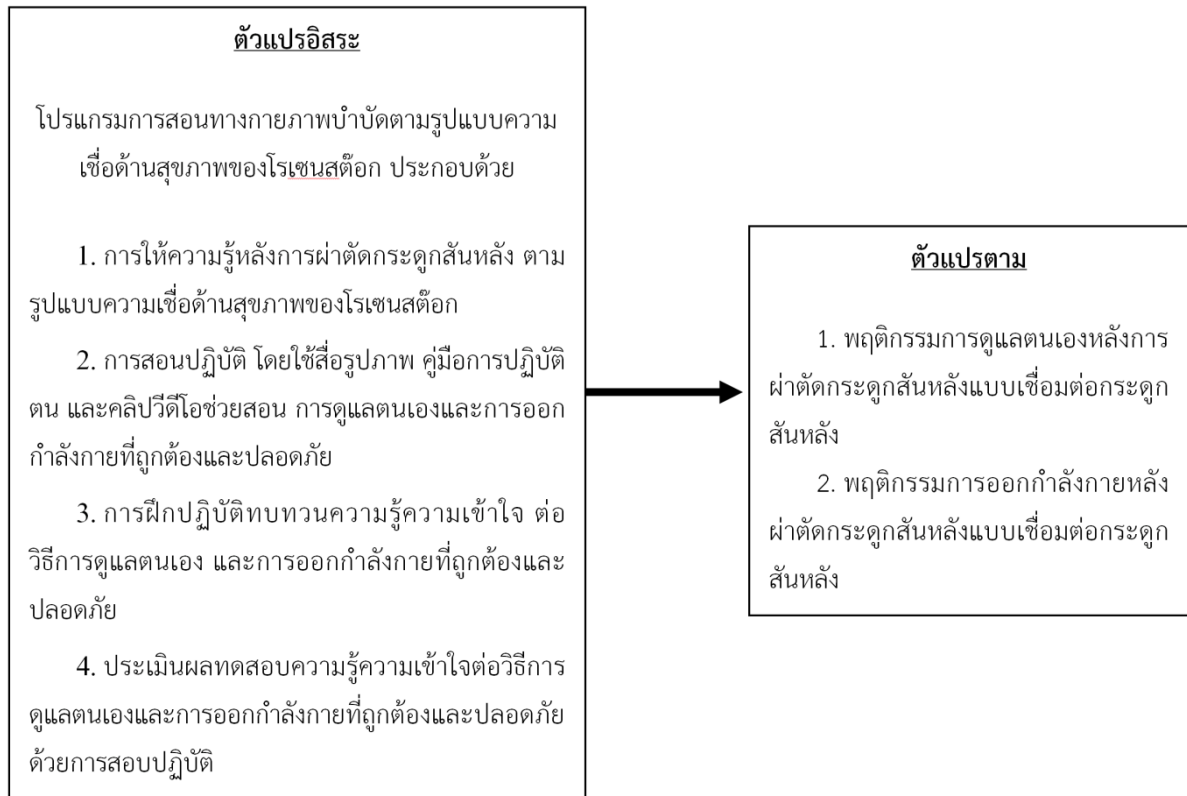 ตัวแปรอิสระ
โปรแกรมการสอนทางกายภาพบำบัดตามรูปแบบความ
เชื่อด้านสุขภาพของโรเซนสต๊อก ประกอบด้วย
1. การให้ความรู้หลังการผ่าตัดกระดูกสันหลัง ตาม
รูปแบบความเชื่อด้านสุขภาพของโรเซนสต๊อก
2. การสอนปฏิบัติ โดยใช้สื่อรูปภาพ คู่มือการปฏิบัติ
ตน และคลิปวีดีโอช่วยสอน การดูแลตนเองและการออก
กำลังกายที่ถูกต้องและปลอดภัย
3. การฝึกปฏิบัติทบทวนความรู้ความเข้าใจ ต่อ
วิธีการดูแลตนเอง และการออกกำลังกายที่ถูกต้องและ
ปลอดภัย
4. ประเมินผลทดสอบความรู้ความเข้าใจต่อวิธีการ
ดูแลตนเองและการออกกำลังกายที่ถูกต้องและปลอดภัย
ด้วยการสอบปฏิบัติ
ตัวแปรตาม
1. พฤติกรรมการดูแลตนเองหลังการ
ผ่าตัดกระดูกสันหลังแบบเชื่อมต่อกระดูก
สันหลัง
2. พฤติกรรมการออกกำลังกายหลัง
ผ่าตัดกระดูกสันหลังแบบเชื่อมต่อกระดูก
สันหลัง